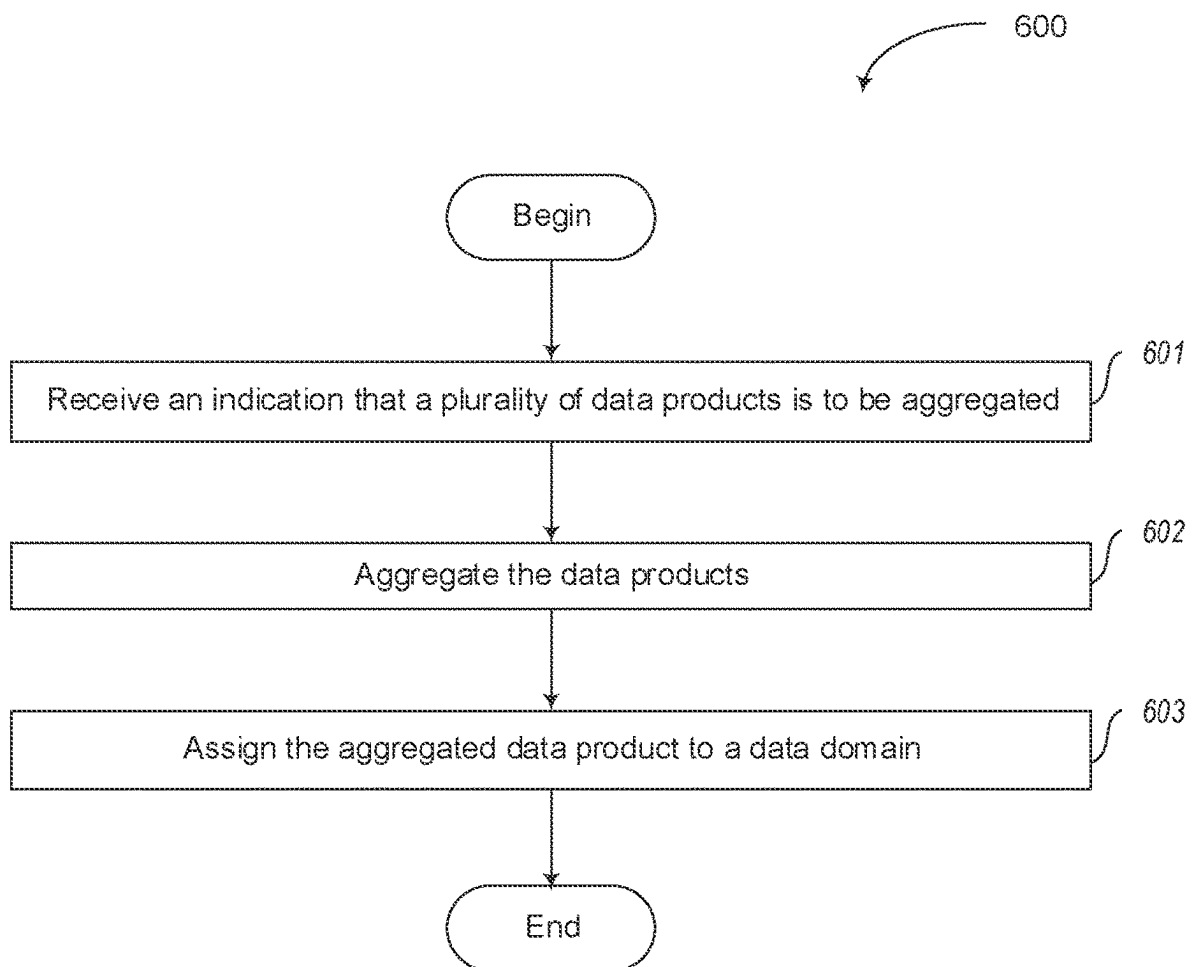 600
Begin
601
Receive an indication that a plurality of data products is to be aggregated
602
Aggregate the data products
603
Assign the aggregated data product to a data domain
End